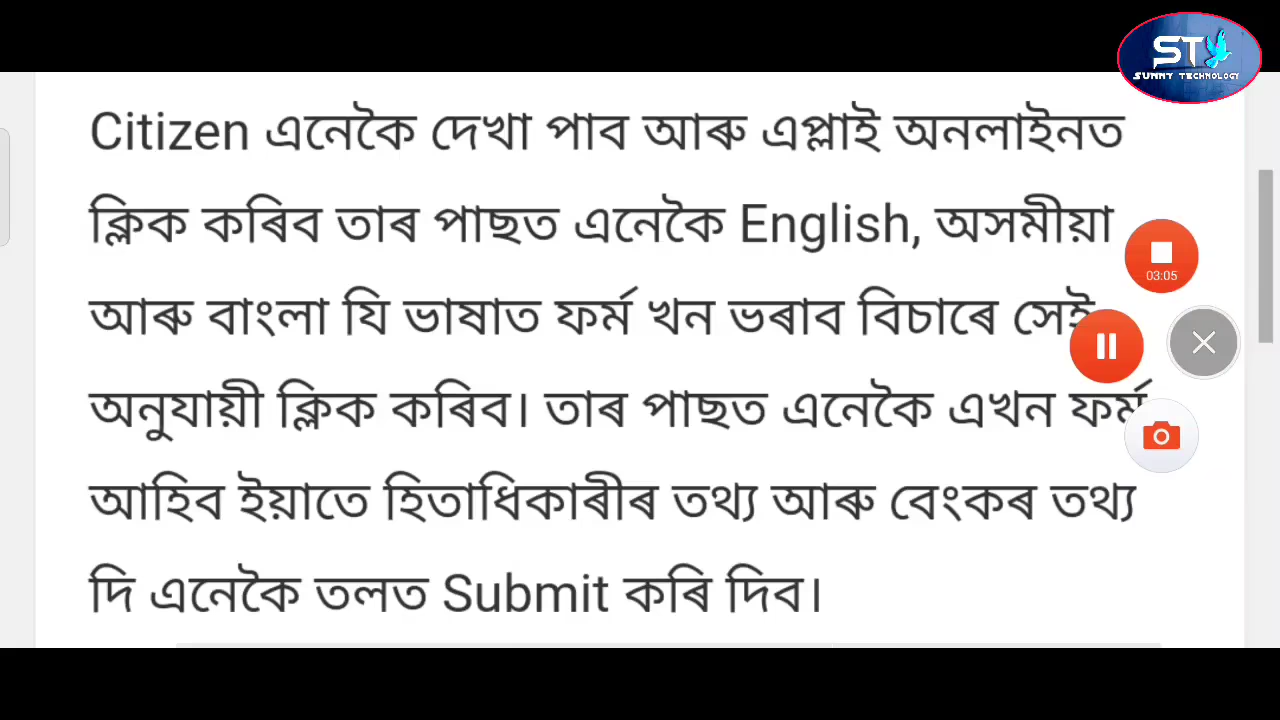 ST
SUNNY TECHNOLOGY
Citizen এনেকৈ দেখা পাব আৰু এপ্লাই অনলাইনত
ক্লিক কৰিব তাৰ পাছত এনেকৈ English, অসমীয়া
আৰু বাংলা যি ভাষাত ফৰ্ম খন ভৰাব বিচাৰে সেই
অনুযায়ী ক্লিক কৰিব। তাৰ পাছত এনেকৈ এখন ফৰ্ম
আহিব ইয়াতে হিতাধিকাৰীৰ তথ্য আৰু বেংকৰ তথ্য
দি এনেকৈ তলত Submit কৰি দিব।
03:05